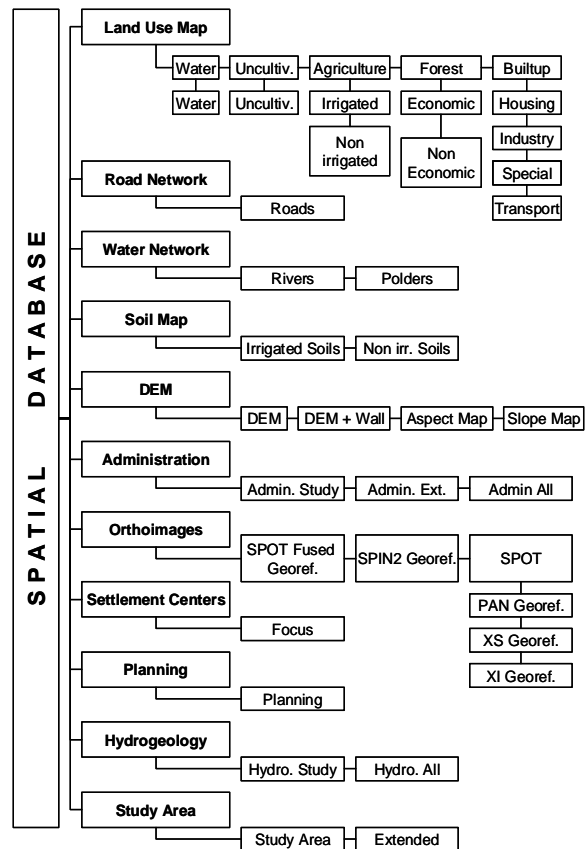 SPATIAL DATABASE
Land Use Map
Water Uncultiv. Agriculture Forest Builtup
Water Uncultiv. Irrigated Economic Housing
Non
irrigated
Non
Economic
Industry
Special
Transport
Road Network
Roads
Water Network
Rivers Polders
Soil Map
Irrigated Soils Non irr. Soils
DEM
DEM DEM + Wall Aspect Map Slope Map
Administration
Admin. Study Admin. Ext. Admin All
Orthoimages
SPOT Fused
Georef.
SPIN2 Georef.
SPOT
PAN Georef.
XS Georef.
XI Georef.
Settlement Centers
Focus
Planning
Planning
Hydrogeology
Hydro. Study Hydro. All
Study Area
Study Area Extended